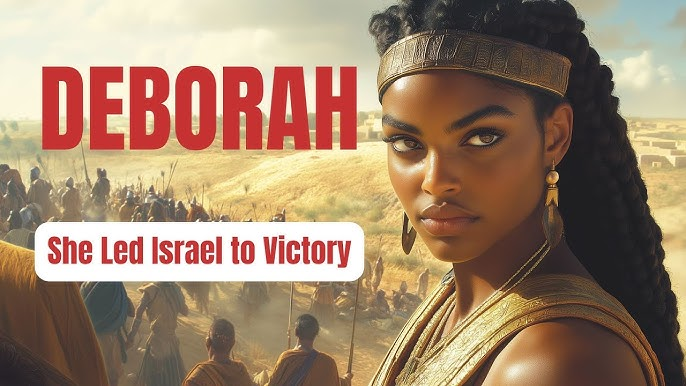 DEBORAH
She Led Israel to Victory